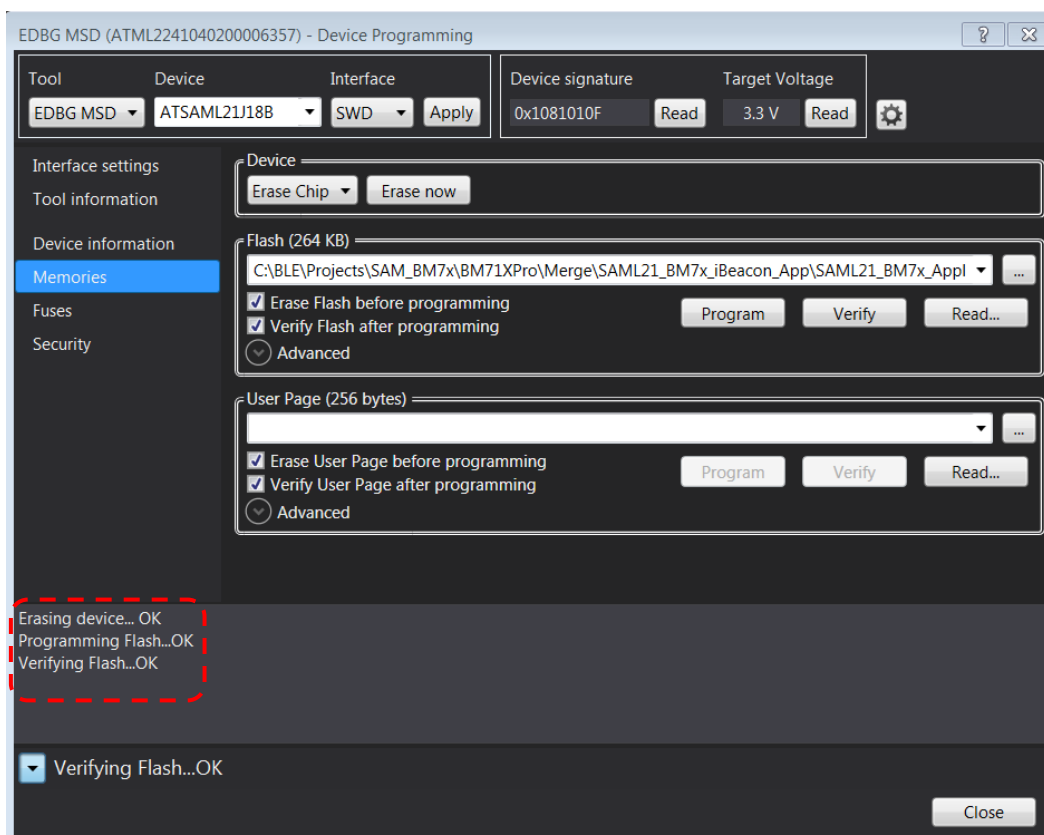 EDBG MSD (ATML2241040200006357) - Device Programming
Tool Device Interface Device signature Target Voltage
EDBG MSD ATSAML21J18B SWD Apply 0x1081010F Read 3.3 V Read
Interface settings
Tool information
Device information
Memories
Fuses
Security
Device
Erase Chip Erase now
Flash (264 KB)
C:\BLE\Projects\SAM_BM7x\BM71XPro\Merge\SAML21_BM7x_iBeacon_App\SAML21_BM7x_Appl ...
Erase Flash before programming
Verify Flash after programming
Program Verify Read...
Advanced
User Page (256 bytes)
...
Erase User Page before programming
Verify User Page after programming
Program Verify Read...
Advanced
Erasing device... OK
Programming Flash...OK
Verifying Flash...OK
Verifying Flash...OK
Close